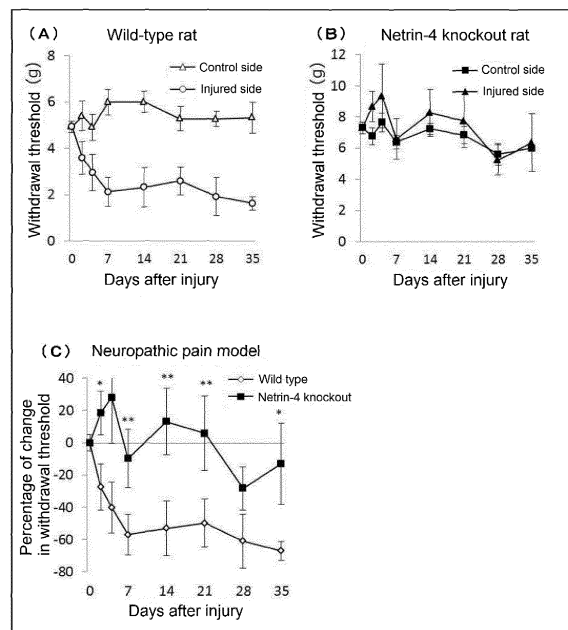 (A) Wild-type rat
Withdrawal threshold (g)
8
6
4
2
0
Control side
Injured side
0 7 14 21 28 35
Days after injury
(B) Netrin-4 knockout rat
Withdrawal threshold (g)
12
10
8
6
4
2
0
Control side
Injured side
0 7 14 21 28 35
Days after injury
(C) Neuropathic pain model
Percentage of change
in withdrawal threshold
40
20
0
-20
-40
-60
-80
Wild type
Netrin-4 knockout
* ** ** ** *
0 7 14 21 28 35
Days after injury